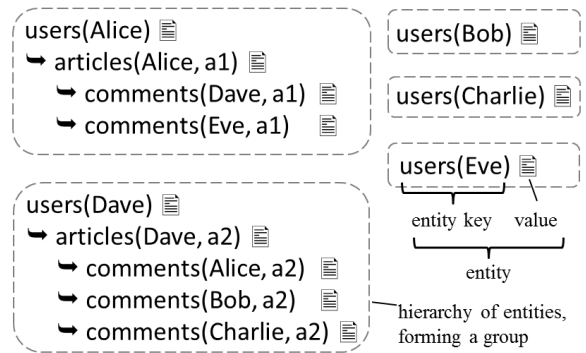 users(Alice)
➥ articles(Alice, a1)
➥ comments(Dave, a1)
➥ comments(Eve, a1)
users(Dave)
➥ articles(Dave, a2)
➥ comments(Alice, a2)
➥ comments(Bob, a2)
➥ comments(Charlie, a2)
users(Bob)
users(Charlie)
users(Eve)
entity key value
entity
hierarchy of entities,
forming a group